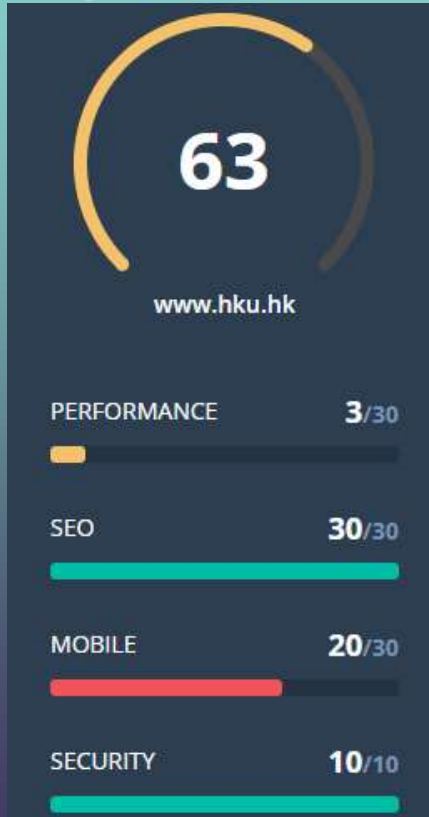 63
www.hku.hk
PERFORMANCE 3/30
SEO 30/30
MOBILE 20/30
SECURITY 10/10